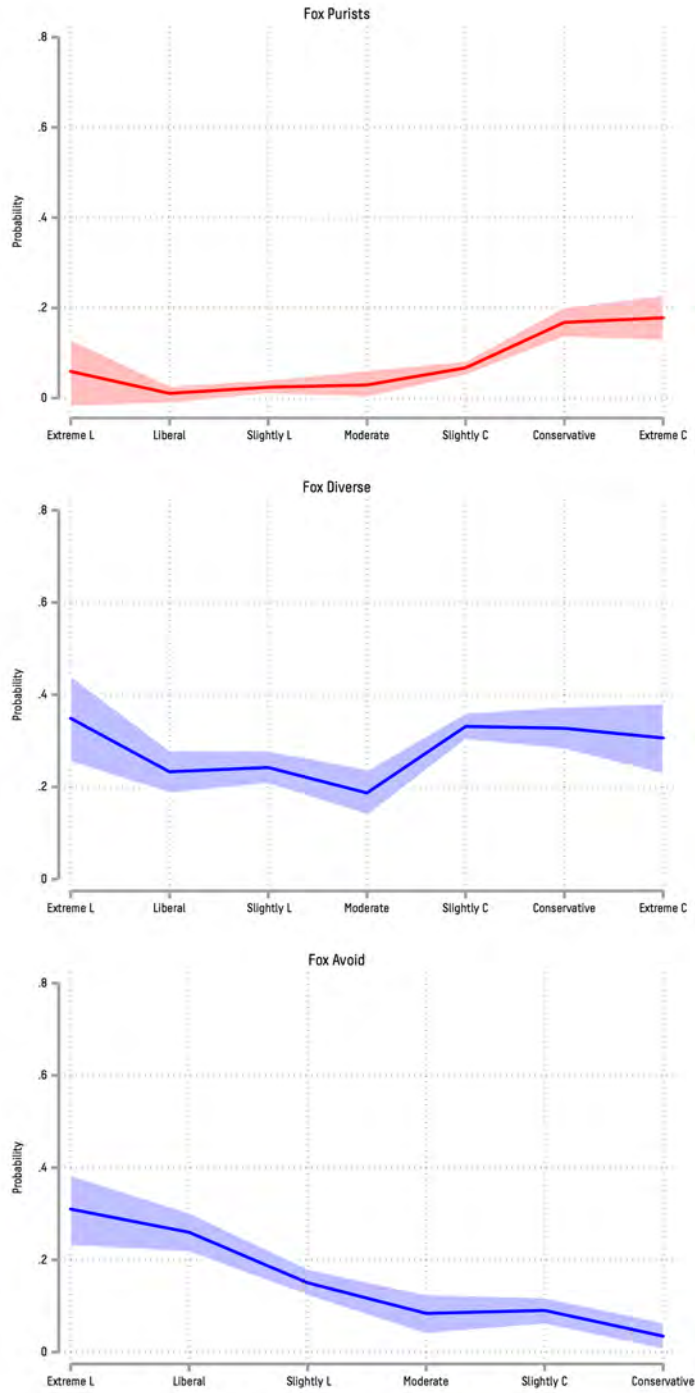 Fox Purists
.8
.6
.4
.2
0
Probability
Extreme L Liberal Slightly L Moderate Slightly C Conservative Extreme C
Fox Diverse
.8
.6
.4
.2
0
Probability
Extreme L Liberal Slightly L Moderate Slightly C Conservative Extreme C
Fox Avoid
.8
.6
.4
.2
0
Probability
Extreme L Liberal Slightly L Moderate Slightly C Conservative